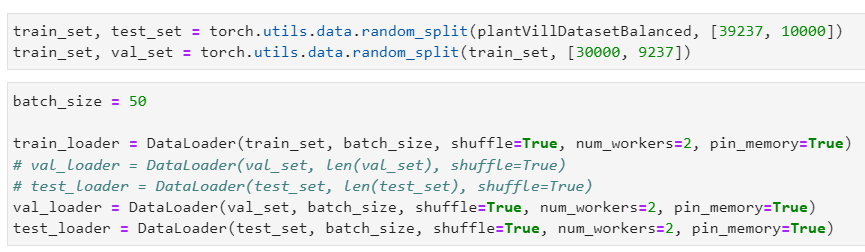 train_set, test_set = torch.utils.data.random_split(plantVillDatasetBalanced, [39237, 10000])
train_set, val_set = torch.utils.data.random_split(train_set, [30000, 9237])
batch_size = 50
train_loader = DataLoader(train_set, batch_size, shuffle=True, num_workers=2, pin_memory=True)
# val_loader = DataLoader(val_set, len(val_set), shuffle=True)
# test_loader = DataLoader(test_set, len(test_set), shuffle=True)
val_loader = DataLoader(val_set, batch_size, shuffle=True, num_workers=2, pin_memory=True)
test_loader = DataLoader(test_set, batch_size, shuffle=True, num_workers=2, pin_memory=True)